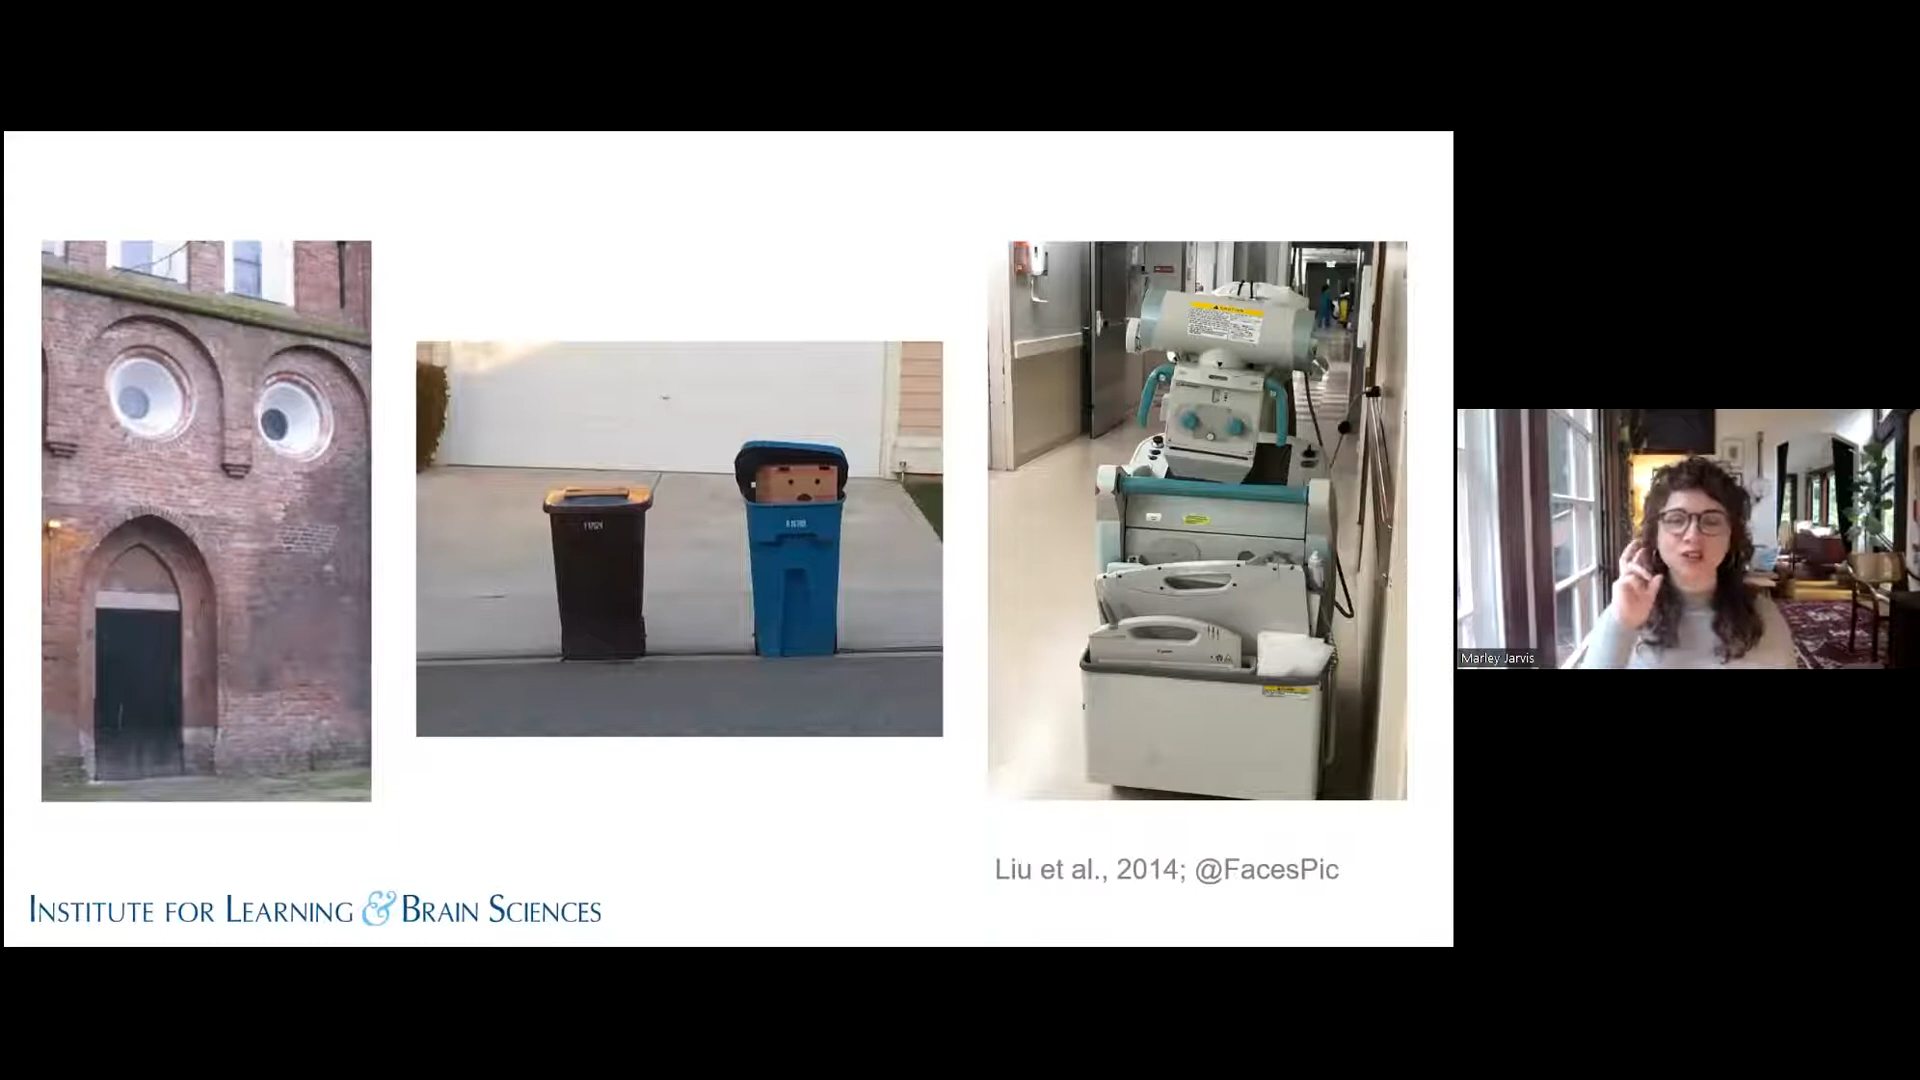 Liu et al., 2014; @FacesPic
INSTITUTE FOR LEARNING & BRAIN SCIENCES
Marley Jarvis